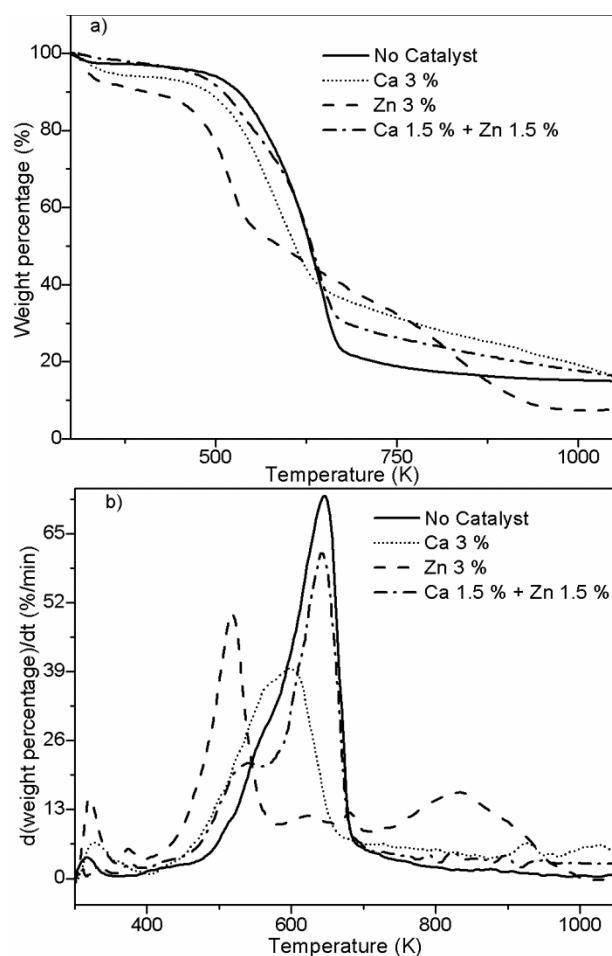 a)
No Catalyst
Ca 3 %
Zn 3 %
Ca 1.5 % + Zn 1.5 %
Weight percentage (%)
100
80
60
40
20
0
500
750
1000
Temperature (K)
b)
No Catalyst
Ca 3 %
Zn 3 %
Ca 1.5 % + Zn 1.5 %
d(weight percentage)/dt (%/min)
65
52
39
26
13
0
400
600
800
1000
Temperature (K)